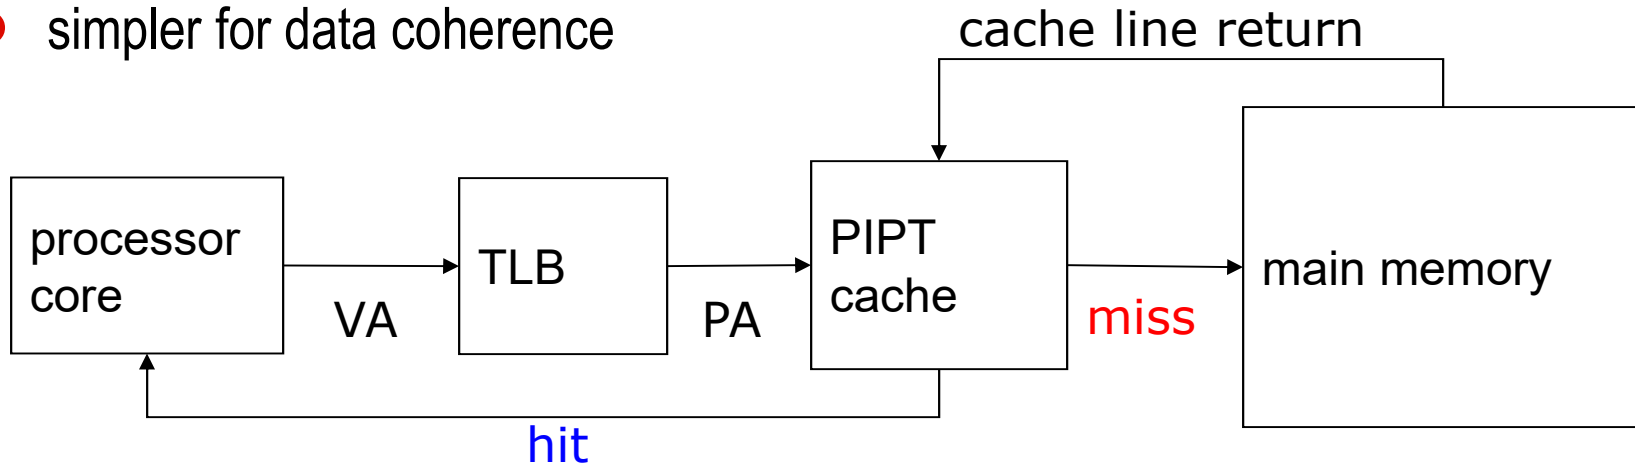 simpler for data coherence
cache line return
processor
core
TLB
PIPT
cache
main memory
VA
PA
miss
hit